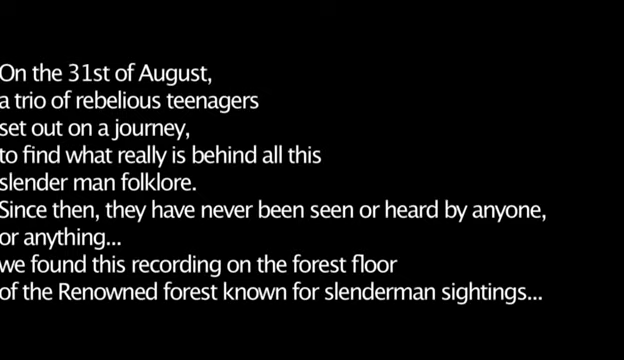 On the 31st of August,
a trio of rebelious teenagers
set out on a journey,
to find what really is behind all this
slender man folklore.
Since then, they have never been seen or heard by anyone,
or anything...
we found this recording on the forest floor
of the Renowned forest known for slenderman sightings...